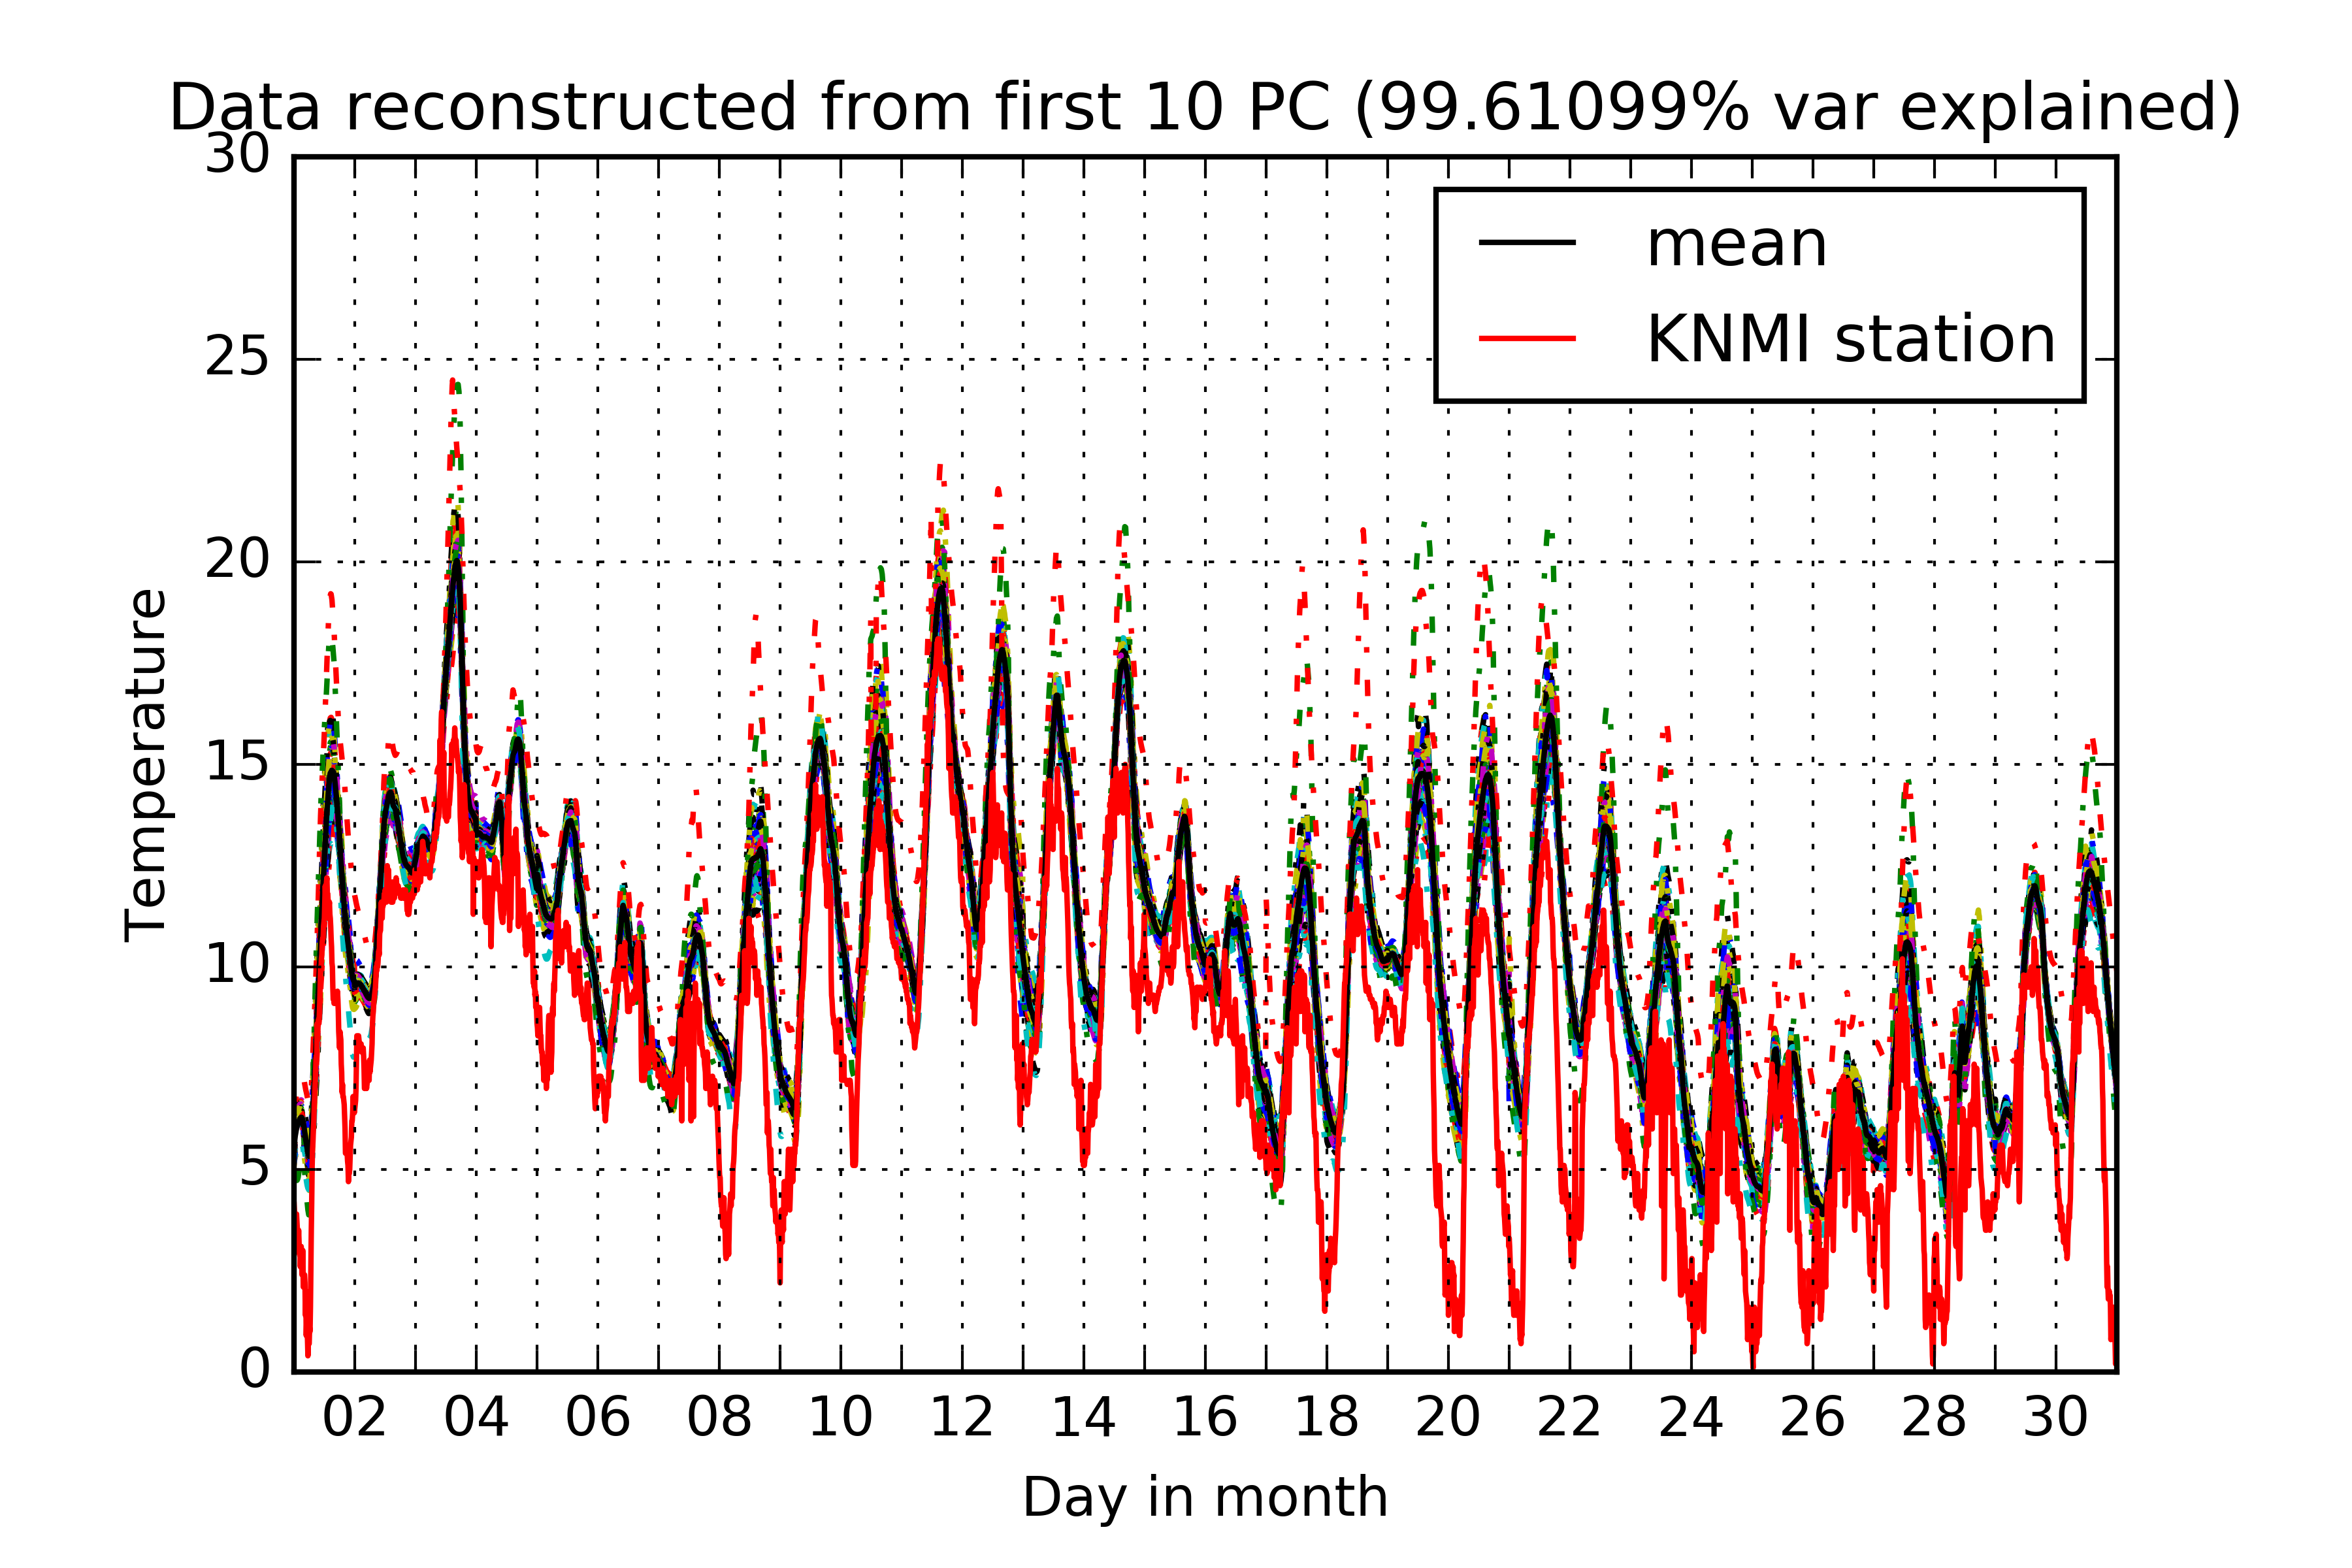 Data reconstructed from first 10 PC (99.61099% var explained)
30
25
20
15
10
5
0
Temperature
mean
KNMI station
02 04 06 08 10 12 14 16 18 20 22 24 26 28 30
Day in month